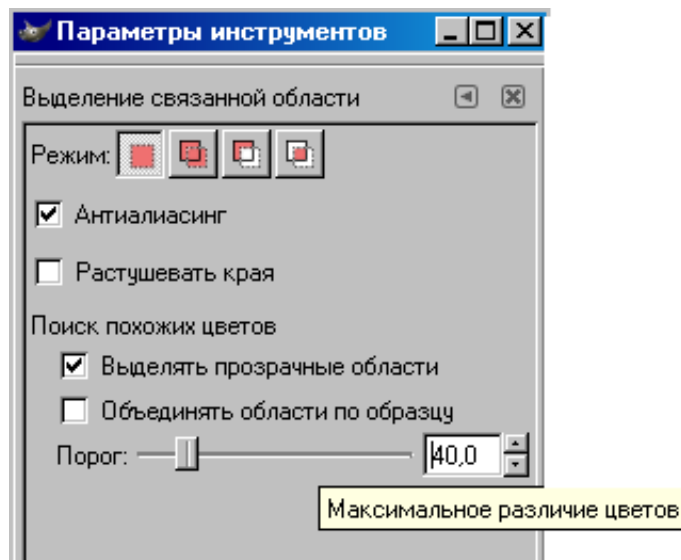 Параметры инструментов
Выделение связанной области
Режим:
Антиалиасинг
Растушевать края
Поиск похожих цветов
Выделять прозрачные области
Объединять области по образцу
Порог: 40,0
Максимальное различие цветов